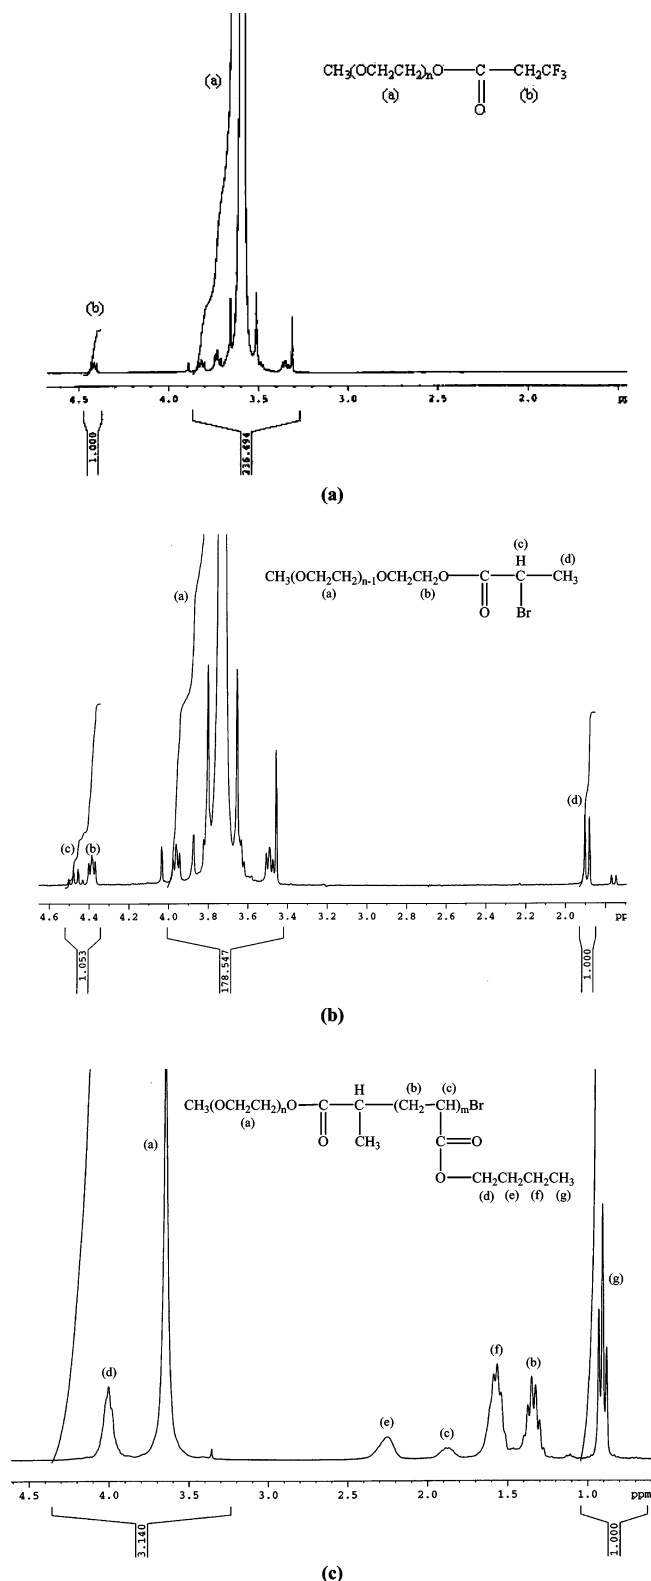 (a)
CH₃(OCH₂CH₂)ₙO—C—CH₂CF₃
(a) (b)
O
(b)
4.5 4.0 3.5 3.0 2.5 2.0
1.000 236.494
(a)
(c)
H (d)
CH₃(OCH₂CH₂)ₙ₋₁OCH₂CH₂O—C—C—CH₃
(a) (b)
O Br
(a)
(d)
(c) (b)
4.6 4.4 4.2 4.0 3.8 3.6 3.4 3.2 3.0 2.8 2.6 2.4 2.2 2.0
1.053 178.547 1.000
(b)
H (b) (c)
CH₃(OCH₂CH₂)ₙO—C—C—(CH₂—CH)ₘBr
(a)
O CH₃ C=O
O—CH₂CH₂CH₂CH₃
(d) (e) (f) (g)
(a)
(g)
(d) (f) (b)
(e) (c)
4.5 4.0 3.5 3.0 2.5 2.0 1.5 1.0 ppm
3.140 1.000
(c)